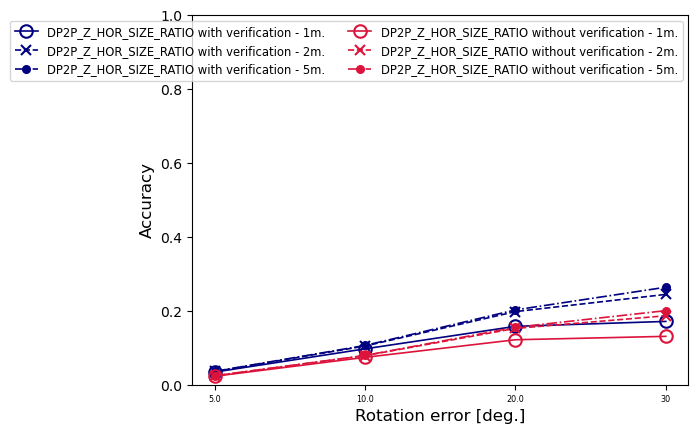 1.0
DP2P_Z_HOR_SIZE_RATIO with verification - 1m.
DP2P_Z_HOR_SIZE_RATIO with verification - 2m.
DP2P_Z_HOR_SIZE_RATIO with verification - 5m.
DP2P_Z_HOR_SIZE_RATIO without verification - 1m.
DP2P_Z_HOR_SIZE_RATIO without verification - 2m.
DP2P_Z_HOR_SIZE_RATIO without verification - 5m.
0.8
0.6
0.4
0.2
0.0
Accuracy
5.0
10.0
20.0
30
Rotation error [deg.]